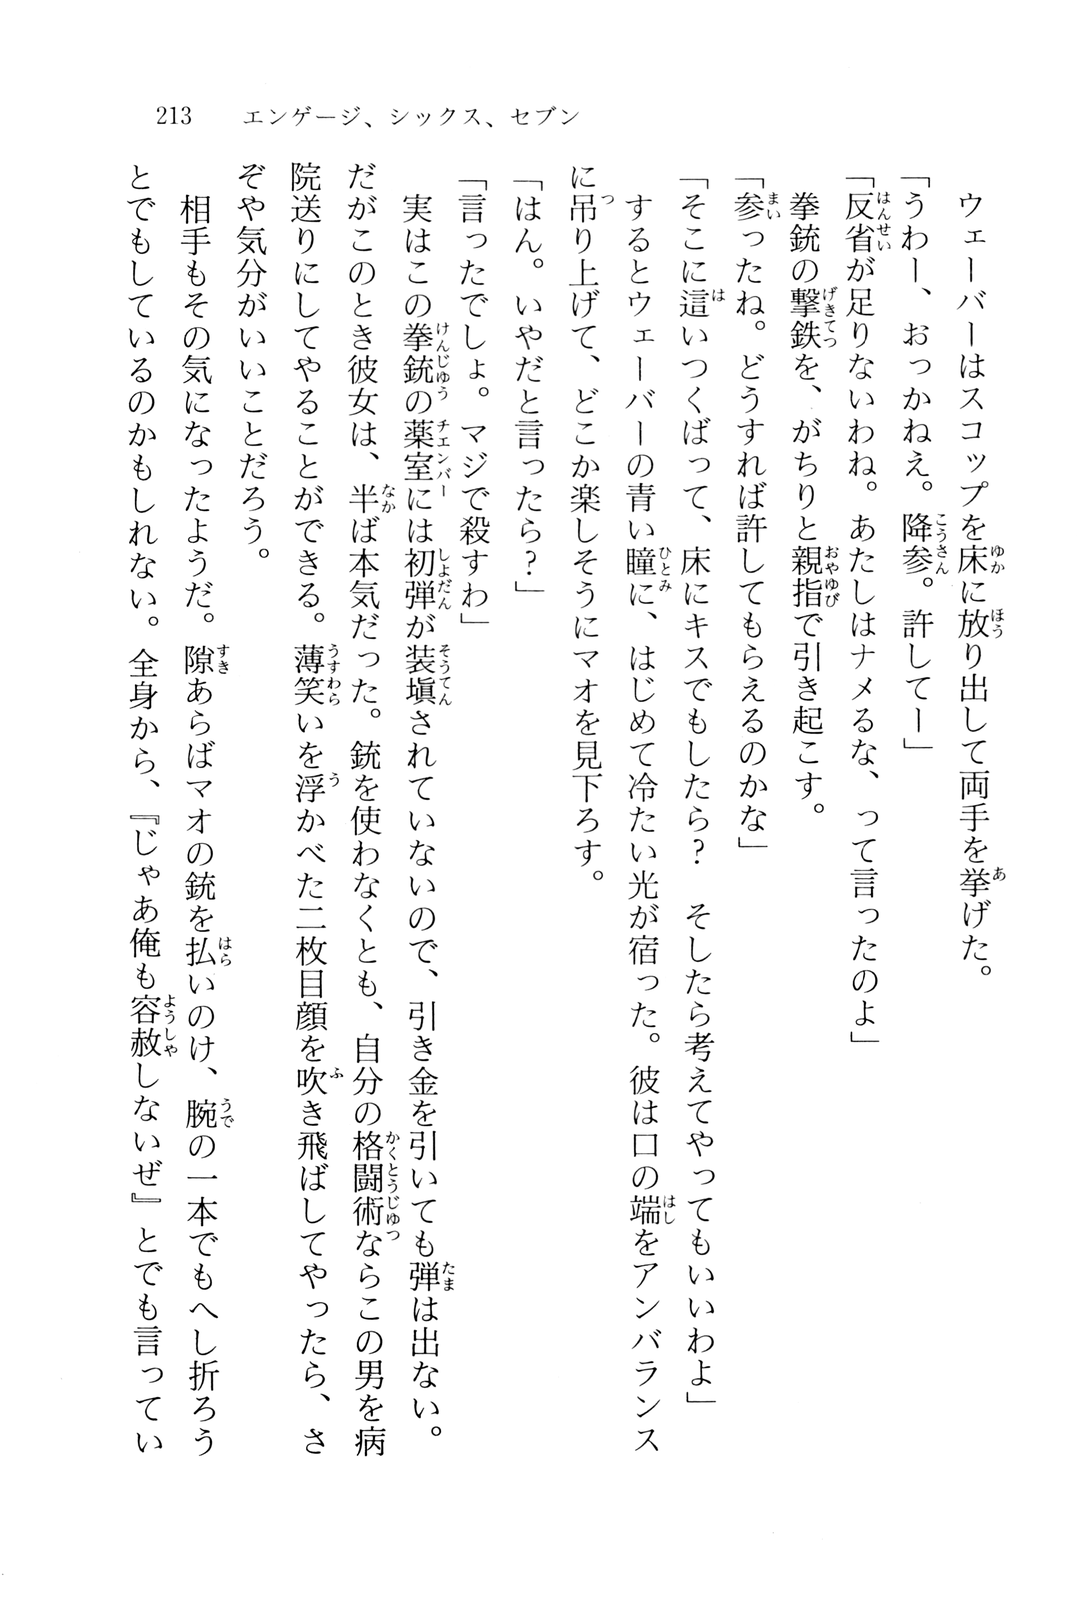 213　エンゲージ、シックス、セブン
　ウェーバーはスコップを床に放り出して両手を挙げた。
「うわー、おっかねえ。降参。許してー」
「反省が足りないわね。あたしはナメるな、って言ったのよ」
　拳銃の撃鉄を、がちりと親指で引き起こす。
「参ったね。どうすれば許してもらえるのかな」
「そこに這いつくばって、床にキスでもしたら？　そしたら考えてやってもいいわよ」
　するとウェーバーの青い瞳に、はじめて冷たい光が宿った。彼は口の端をアンバランス
に吊り上げて、どこか楽しそうにマオを見下ろす。
「はん。いやだと言ったら？」
「言ったでしょ。マジで殺すわ」
　実はこの拳銃の薬室には初弾が装塡されていないので、引き金を引いても弾は出ない。
だがこのとき彼女は、半ば本気だった。銃を使わなくとも、自分の格闘術ならこの男を病
院送りにしてやることができる。薄笑いを浮かべた二枚目顔を吹き飛ばしてやったら、さ
ぞや気分がいいことだろう。
　相手もその気になったようだ。隙あらばマオの銃を払いのけ、腕の一本でもへし折ろう
とでもしているのかもしれない。全身から、『じゃあ俺も容赦しないぜ』とでも言ってい